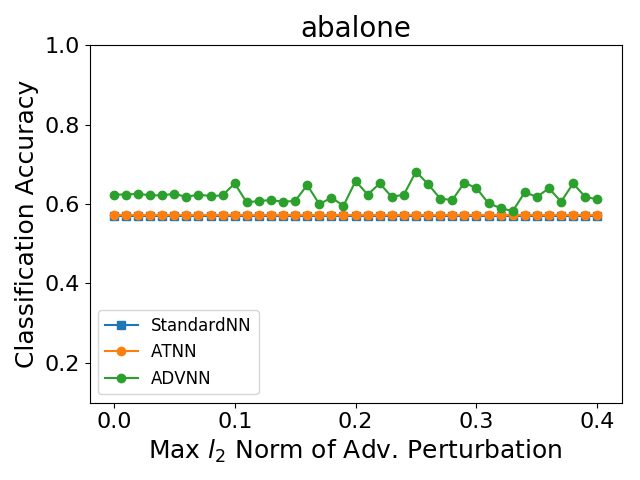 abalone
Classification Accuracy
1.0
0.8
0.6
0.4
0.2
StandardNN
ATNN
ADVNN
0.0 0.1 0.2 0.3 0.4
Max l₂ Norm of Adv. Perturbation